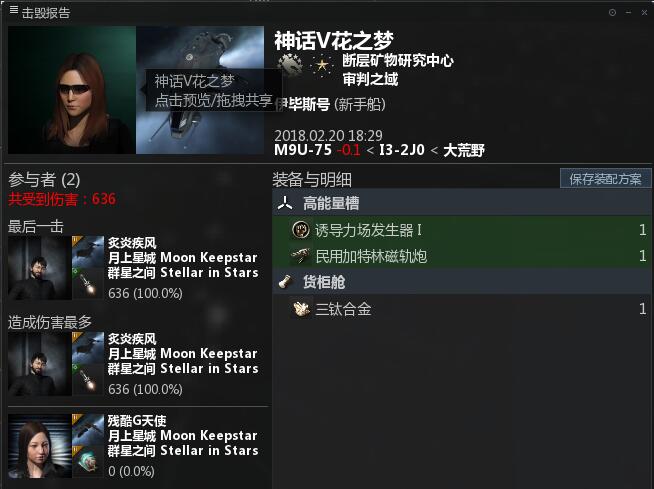 击毁报告
神话V花之梦
断层矿物研究中心
审判之域
神话V花之梦
点击预览/拖拽共享
伊毕斯号 (新手船)
2018.02.20 18:29
M9U-75 -0.1 < I3-2J0 < 大荒野
参与者 (2)
共受到伤害：636
最后一击
炙炎疾风
月上星城 Moon Keepstar
群星之间 Stellar in Stars
636 (100.0%)
造成伤害最多
炙炎疾风
月上星城 Moon Keepstar
群星之间 Stellar in Stars
636 (100.0%)
残酷G天使
月上星城 Moon Keepstar
群星之间 Stellar in Stars
0 (0.0%)
装备与明细
保存装配方案
高能量槽
诱导力场发生器 I 1
民用加特林磁轨炮 1
货柜舱
三钛合金 1